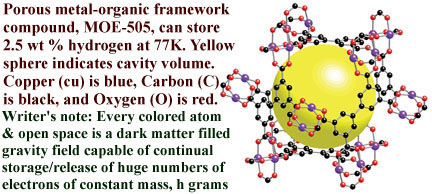 Porous metal-organic framework
compound, MOE-505, can store
2.5 wt % hydrogen at 77K. Yellow
sphere indicates cavity volume.
Copper (cu) is blue, Carbon (C)
is black, and Oxygen (O) is red.
Writer's note: Every colored atom
& open space is a dark matter filled
gravity field capable of continual
storage/release of huge numbers of
electrons of constant mass, h grams